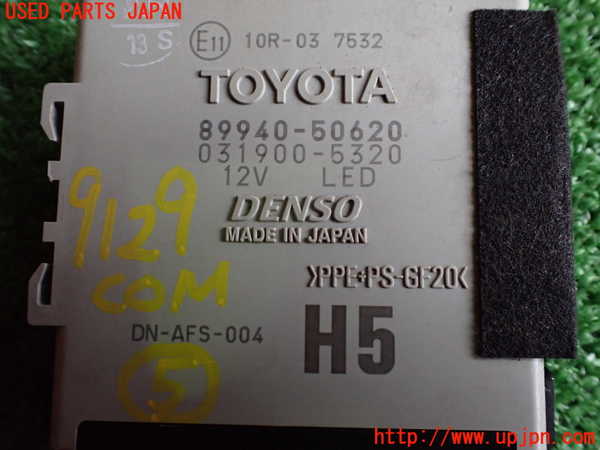 USED PARTS JAPAN
13 S
E11 10R-03 7532
TOYOTA
89940-50620
031900-5320
12V LED
DENSO
MADE IN JAPAN
>PPE+PS-GF20<
9129
COM
DN-AFS-004
H5
5
http://www.upjpn.com